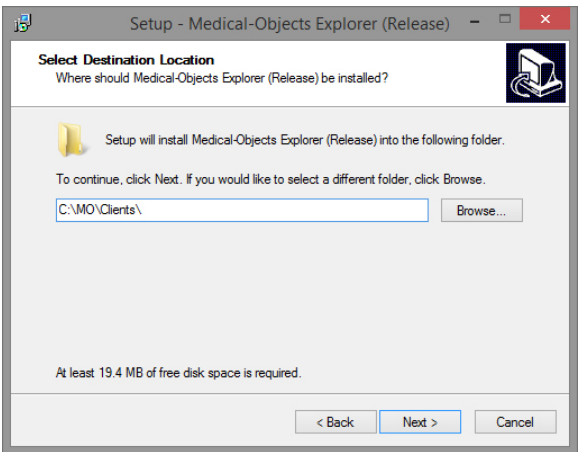 Setup - Medical-Objects Explorer (Release)
Select Destination Location
Where should Medical-Objects Explorer (Release) be installed?
Setup will install Medical-Objects Explorer (Release) into the following folder.
To continue, click Next. If you would like to select a different folder, click Browse.
C:\MO\Clients\
Browse...
At least 19.4 MB of free disk space is required.
< Back
Next >
Cancel